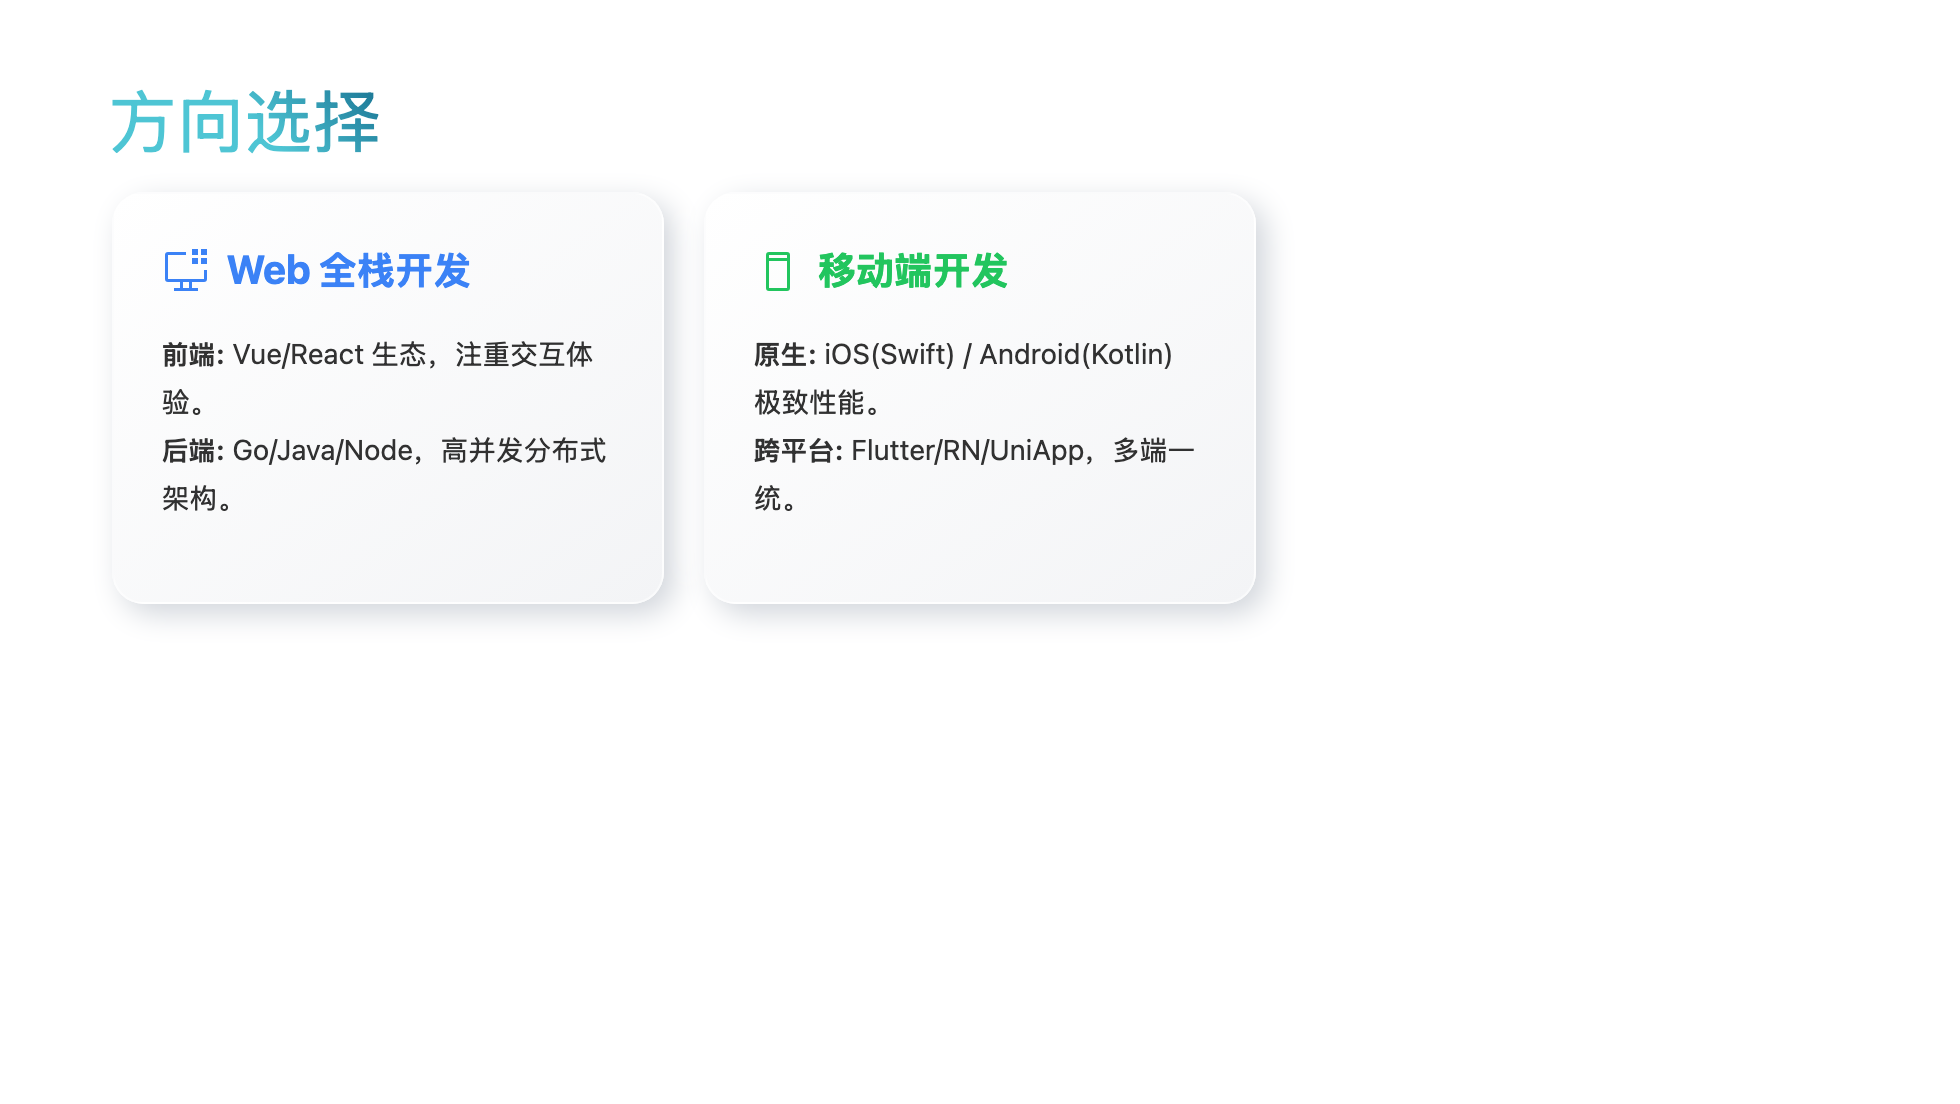 方向选择
Web 全栈开发
前端: Vue/React 生态，注重交互体
验。
后端: Go/Java/Node，高并发分布式
架构。
移动端开发
原生: iOS(Swift) / Android(Kotlin)
极致性能。
跨平台: Flutter/RN/UniApp，多端一
统。